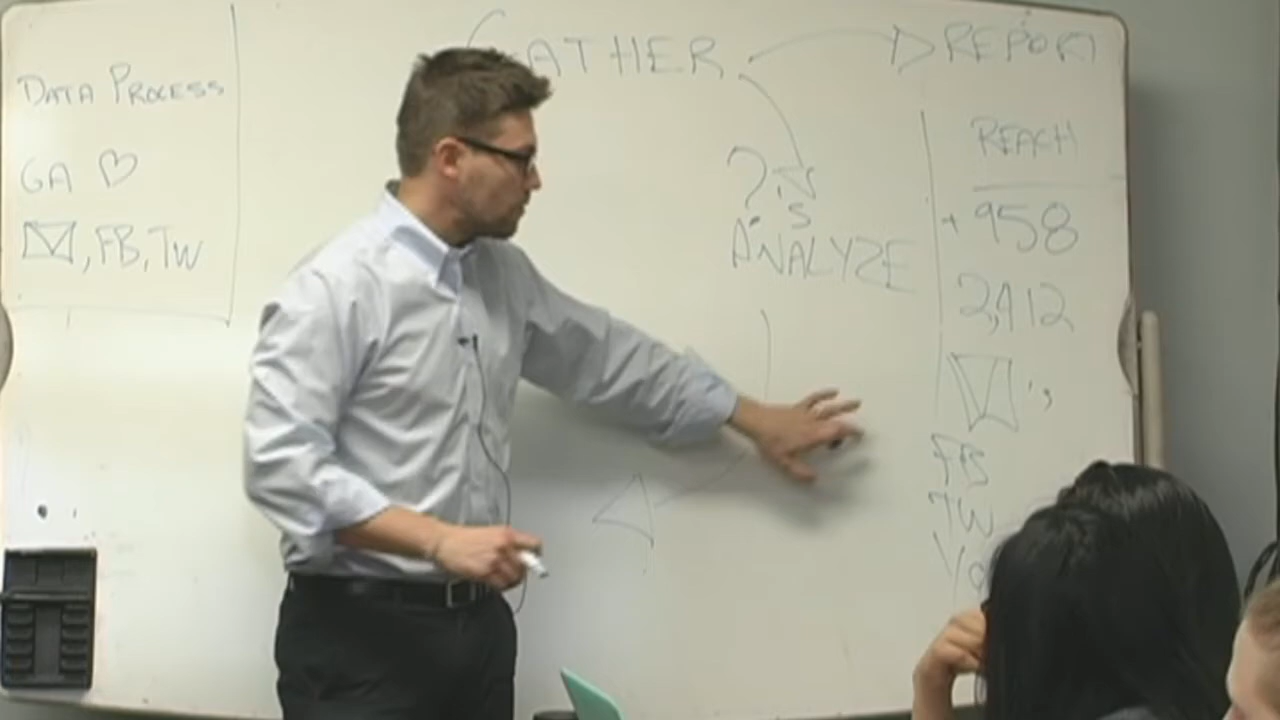 DATA PROCESS
GA ♡
, FB, TW
GATHER
REPORT
?'S
ANALYZE
REACH
+958
2,412
's
FB
TW